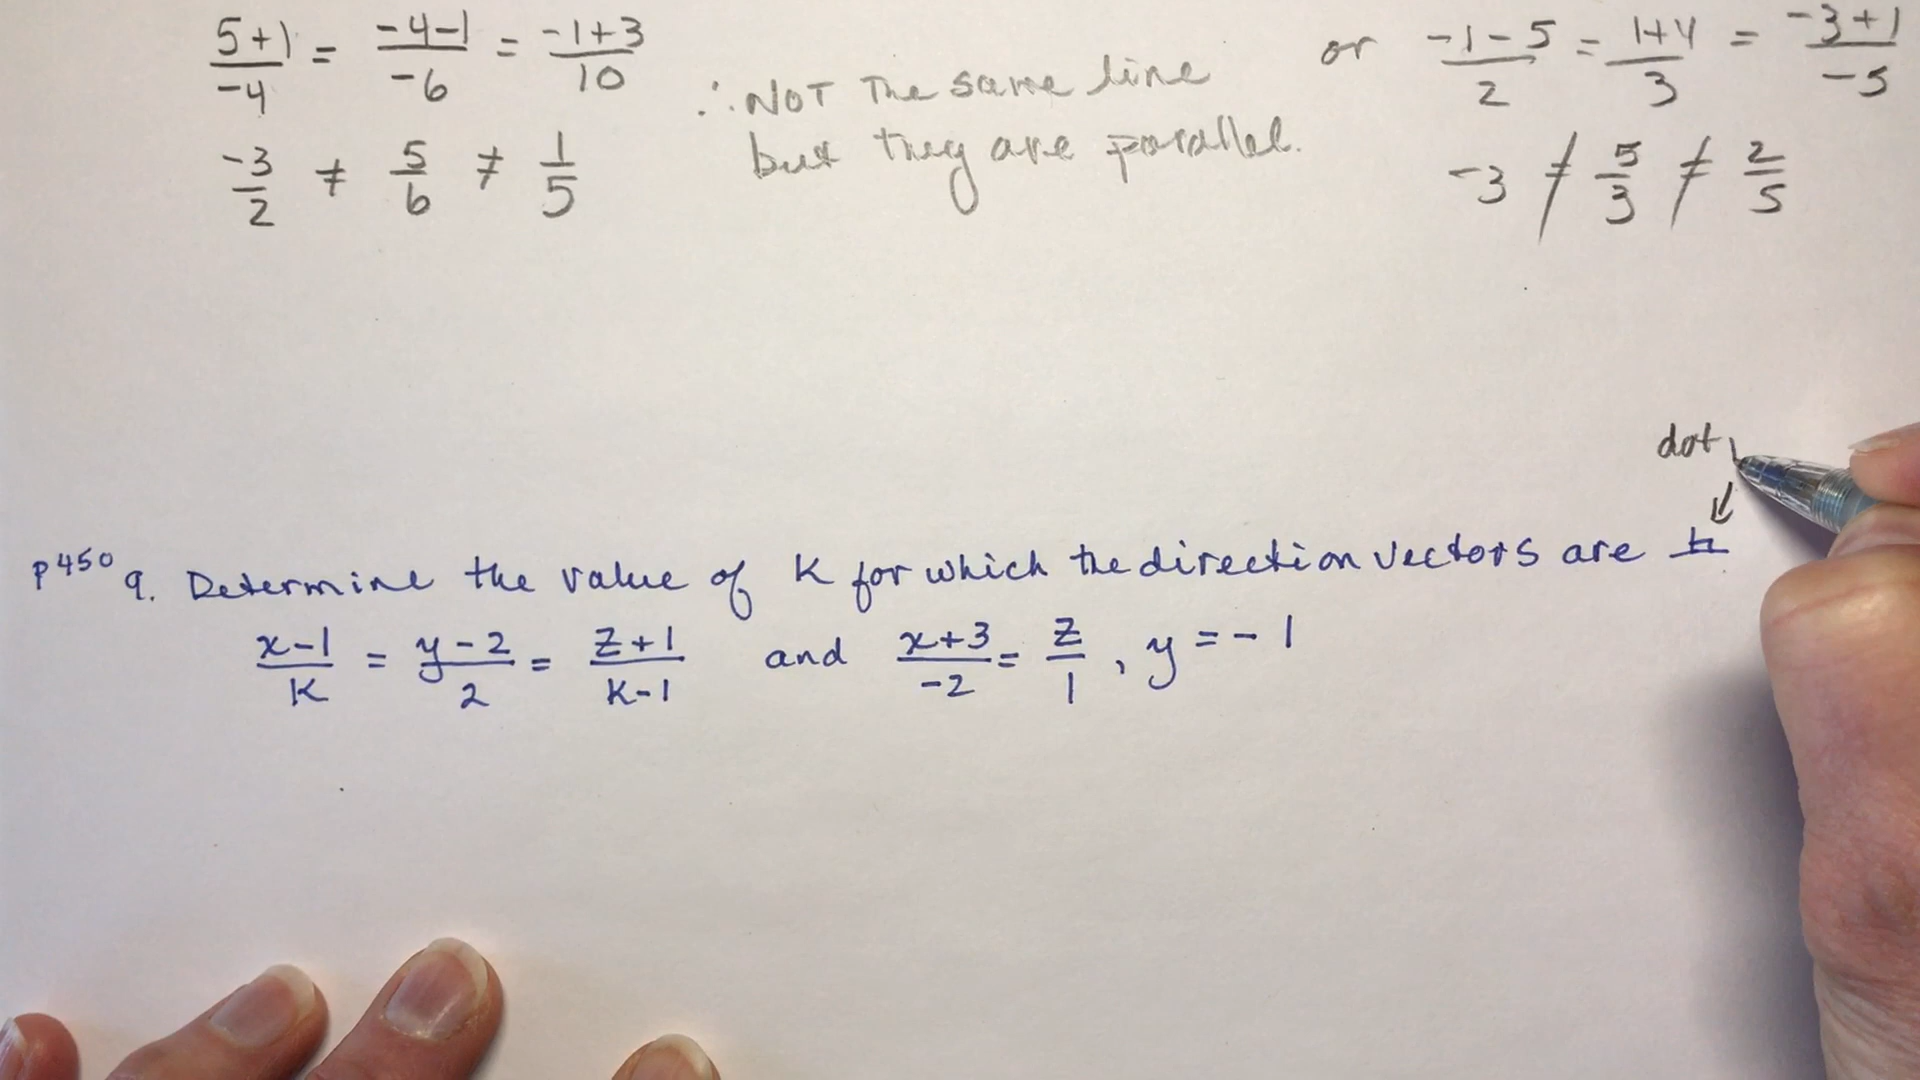 5+1/-4 = -4-1/-6 = -1+3/10
-3/2 ≠ 5/6 ≠ 1/5
∴ NOT The same line
but they are parallel.
or -1-5/2 = 1+4/3 = -3+1/-5
-3 ≠ 5/3 ≠ 2/5
dot
p450 9. Determine the value of K for which the direction vectors are ⊥
x-1/K = y-2/2 = z+1/K-1 and x+3/-2 = z/1, y = -1